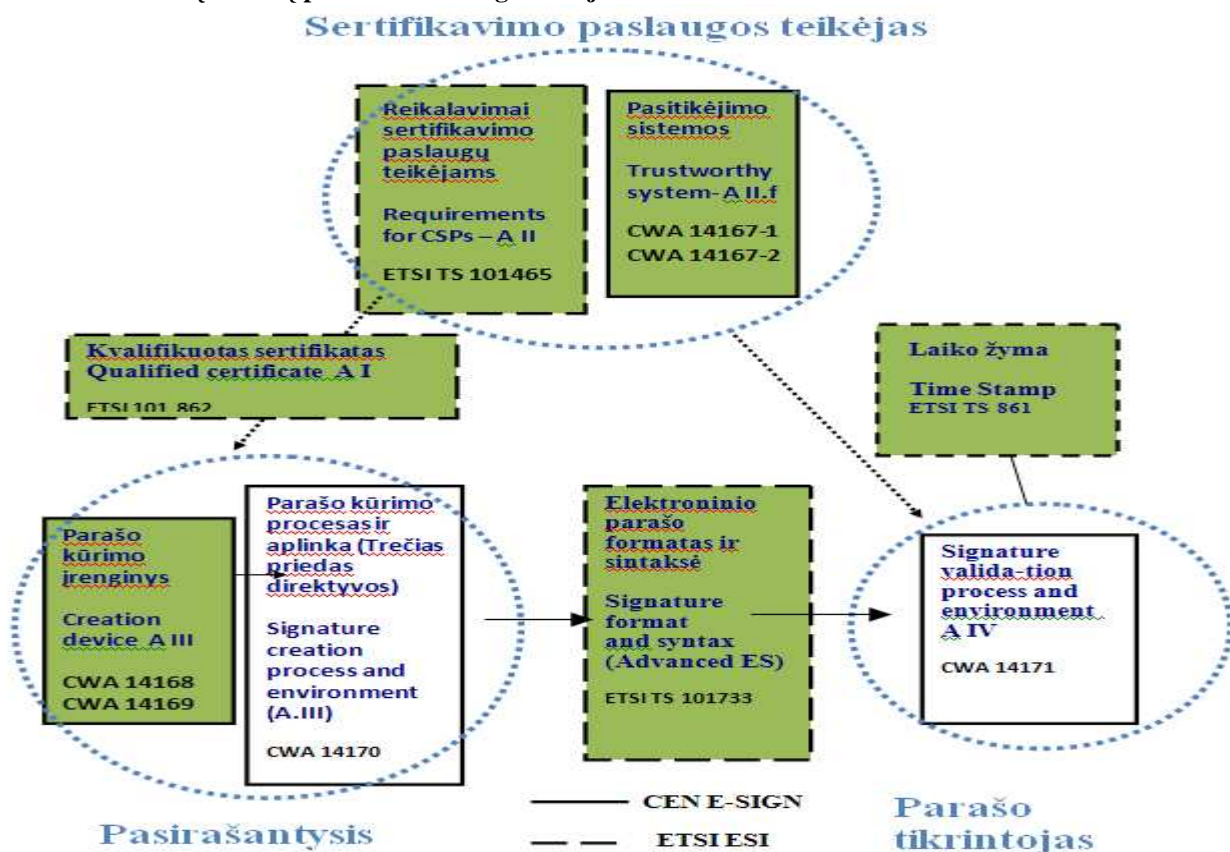 Sertifikavimo paslaugos teikėjas
Reikalavimai
sertifikavimo
paslaugų
teikėjams
Requirements
for CSPs – A II
ETSI TS 101465
Pasitikėjimo
sistemos
Trustworthy
system- A II.f
CWA 14167-1
CWA 14167-2
Kvalifikuotas sertifikatas
Qualified certificate A I
ETSI 101 862
Laiko žyma
Time Stamp
ETSI TS 861
Parašo
kūrimo
įrenginys
Creation
device A III
CWA 14168
CWA 14169
Parašo kūrimo
procesas ir
aplinka (Trečias
priedas
direktyvos)
Signature
creation
process and
environment
(A.III)
CWA 14170
Elektroninio
parašo
formatas ir
sintaksė
Signature
format
and syntax
(Advanced ES)
ETSI TS 101733
Signature
valida-tion
process and
environment
A IV
CWA 14171
CEN E-SIGN
ETSI ESI
Pasirašantysis
Parašo
tikrintojas